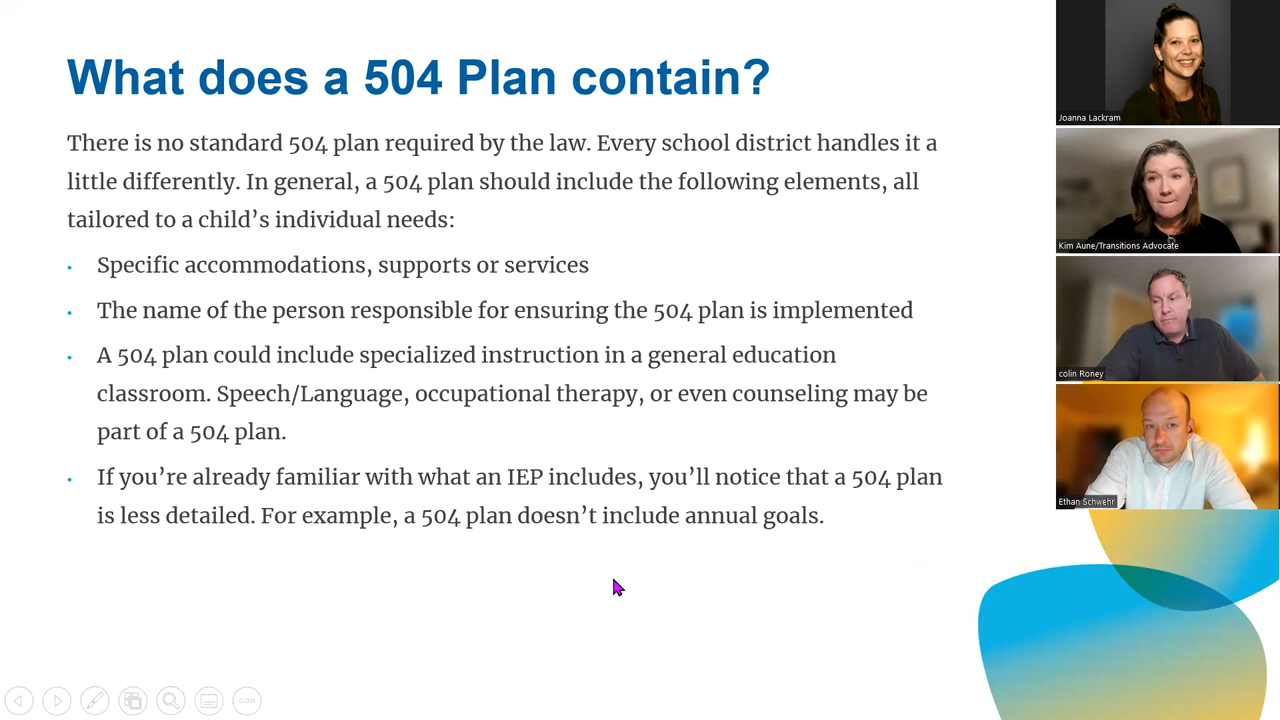 What does a 504 Plan contain?
There is no standard 504 plan required by the law. Every school district handles it a
little differently. In general, a 504 plan should include the following elements, all
tailored to a child’s individual needs:
Specific accommodations, supports or services
The name of the person responsible for ensuring the 504 plan is implemented
A 504 plan could include specialized instruction in a general education
classroom. Speech/Language, occupational therapy, or even counseling may be
part of a 504 plan.
If you’re already familiar with what an IEP includes, you’ll notice that a 504 plan
is less detailed. For example, a 504 plan doesn’t include annual goals.
Joanna Lackram
Kim Aune/Transitions Advocate
colin Roney
Ethan Schwehr